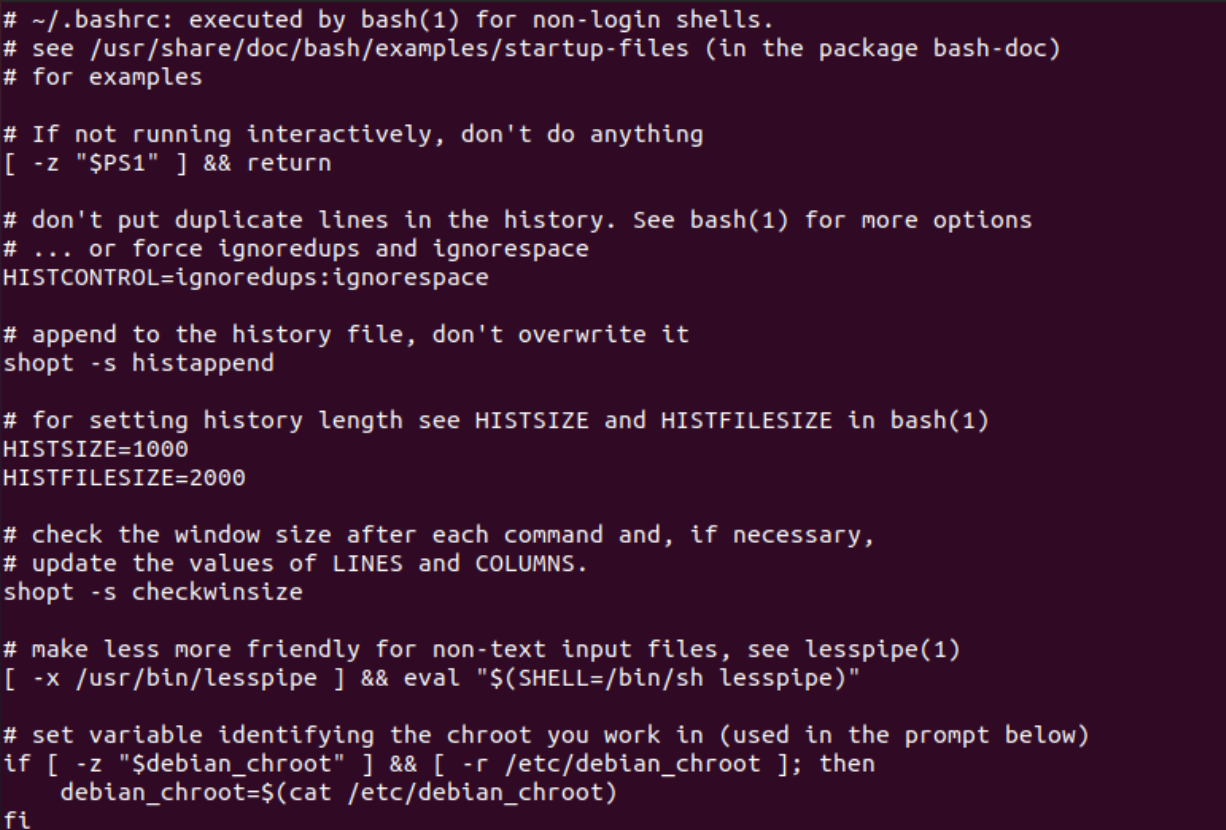 # ~/.bashrc: executed by bash(1) for non-login shells.
# see /usr/share/doc/bash/examples/startup-files (in the package bash-doc)
# for examples
# If not running interactively, don't do anything
[ -z "$PS1" ] && return
# don't put duplicate lines in the history. See bash(1) for more options
# ... or force ignoredups and ignorespace
HISTCONTROL=ignoredups:ignorespace
# append to the history file, don't overwrite it
shopt -s histappend
# for setting history length see HISTSIZE and HISTFILESIZE in bash(1)
HISTSIZE=1000
HISTFILESIZE=2000
# check the window size after each command and, if necessary,
# update the values of LINES and COLUMNS.
shopt -s checkwinsize
# make less more friendly for non-text input files, see lesspipe(1)
[ -x /usr/bin/lesspipe ] && eval "$(SHELL=/bin/sh lesspipe)"
# set variable identifying the chroot you work in (used in the prompt below)
if [ -z "$debian_chroot" ] && [ -r /etc/debian_chroot ]; then
    debian_chroot=$(cat /etc/debian_chroot)
fi